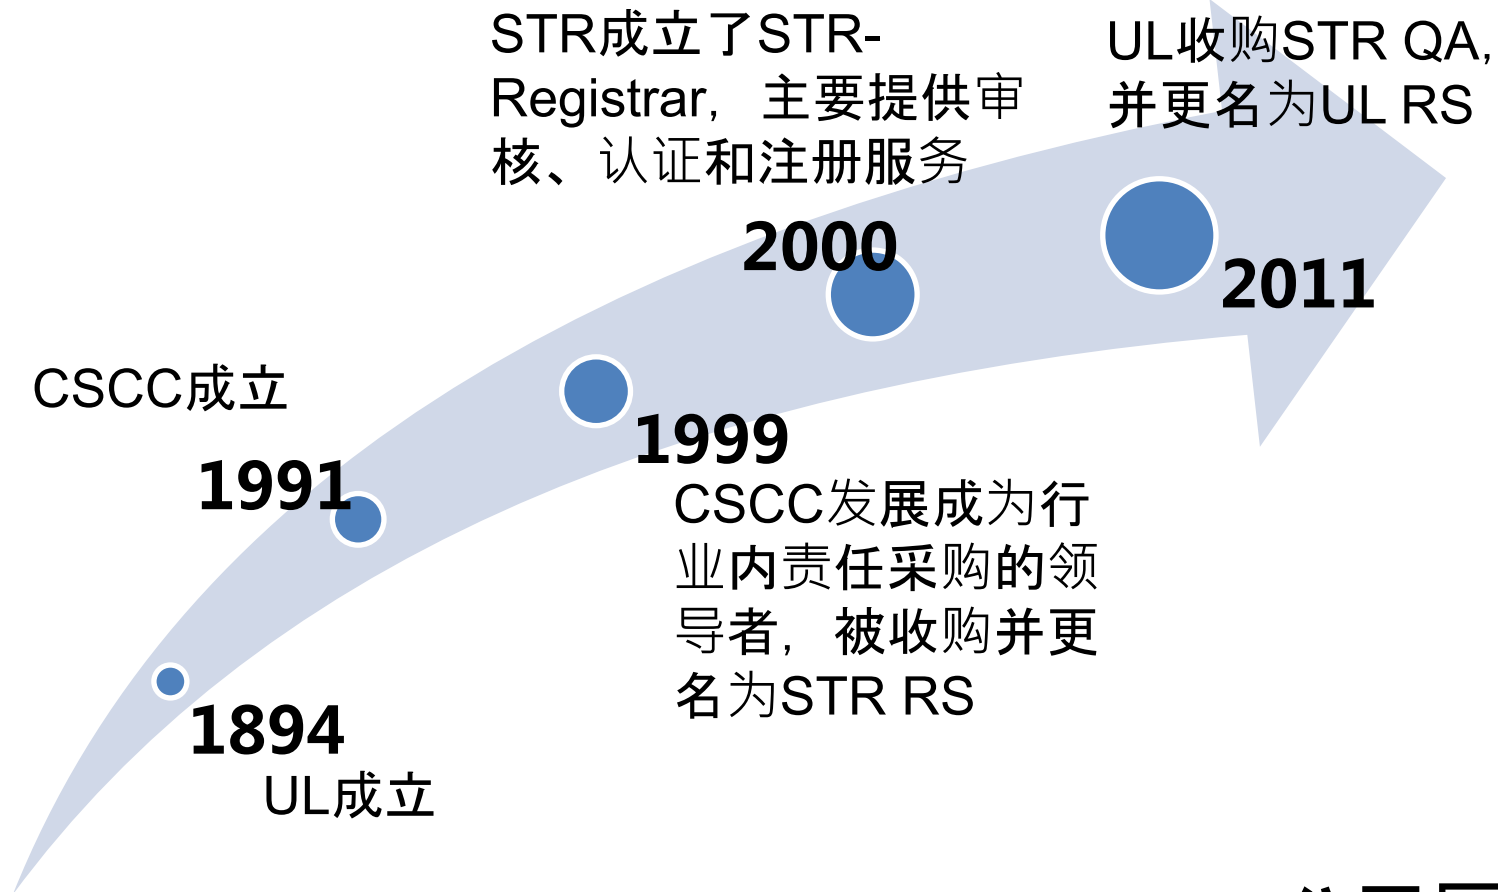 STR成立了STR-
Registrar，主要提供审
核、认证和注册服务
2000
UL收购STR QA,
并更名为UL RS
2011
CSCC成立
1991
1999
CSCC发展成为行
业内责任采购的领
导者，被收购并更
名为STR RS
1894
UL成立